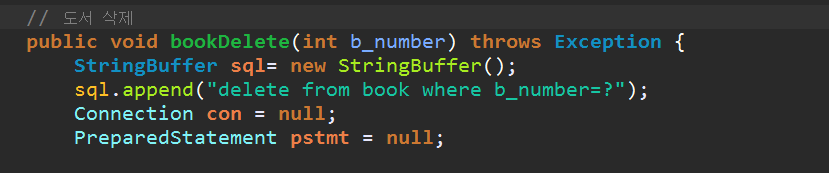 // 도서 삭제
public void bookDelete(int b_number) throws Exception {
StringBuffer sql= new StringBuffer();
sql.append("delete from book where b_number=?");
Connection con = null;
PreparedStatement pstmt = null;